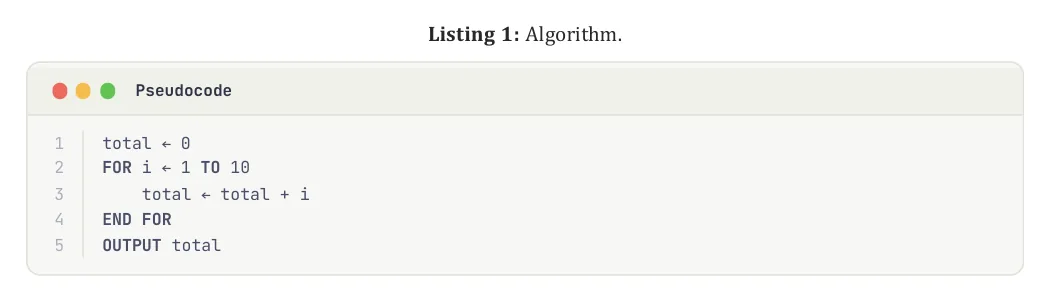 Listing 1: Algorithm.
Pseudocode
1 total ← 0
2 FOR i ← 1 TO 10
3     total ← total + i
4 END FOR
5 OUTPUT total